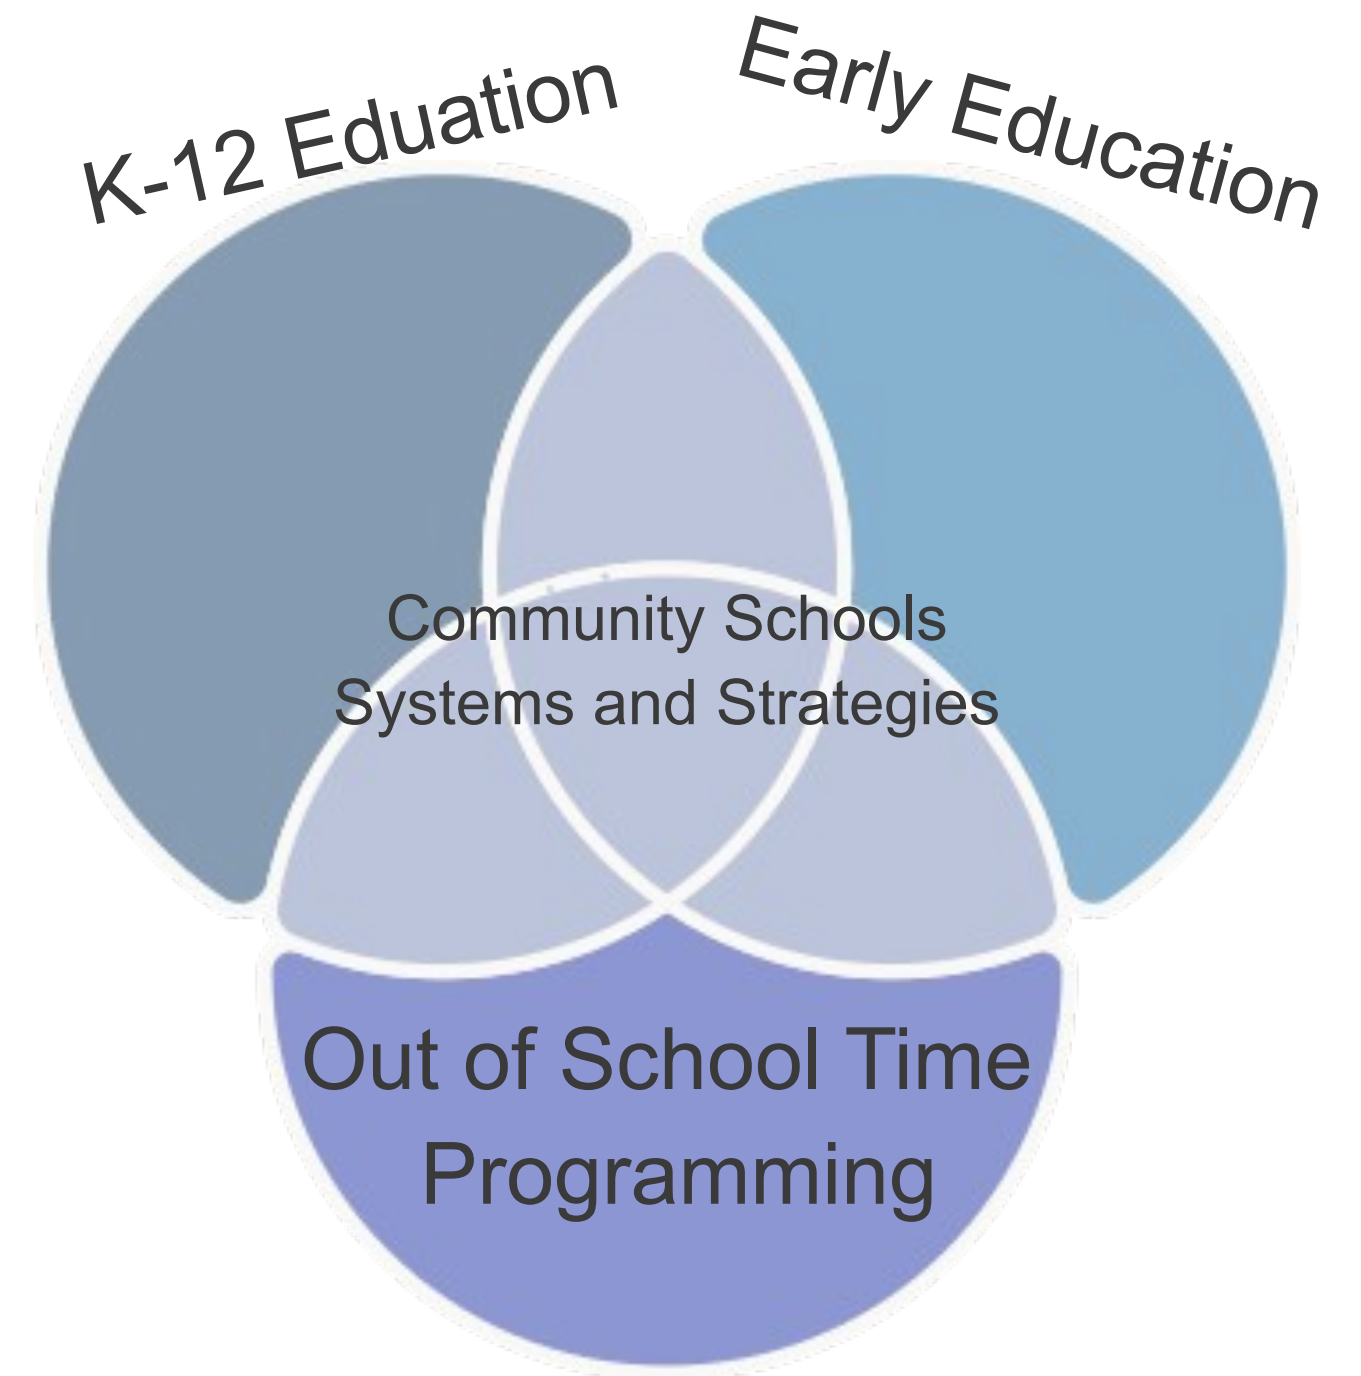 K-12 Eduation
Early Education
Community Schools
Systems and Strategies
Out of School Time
Programming